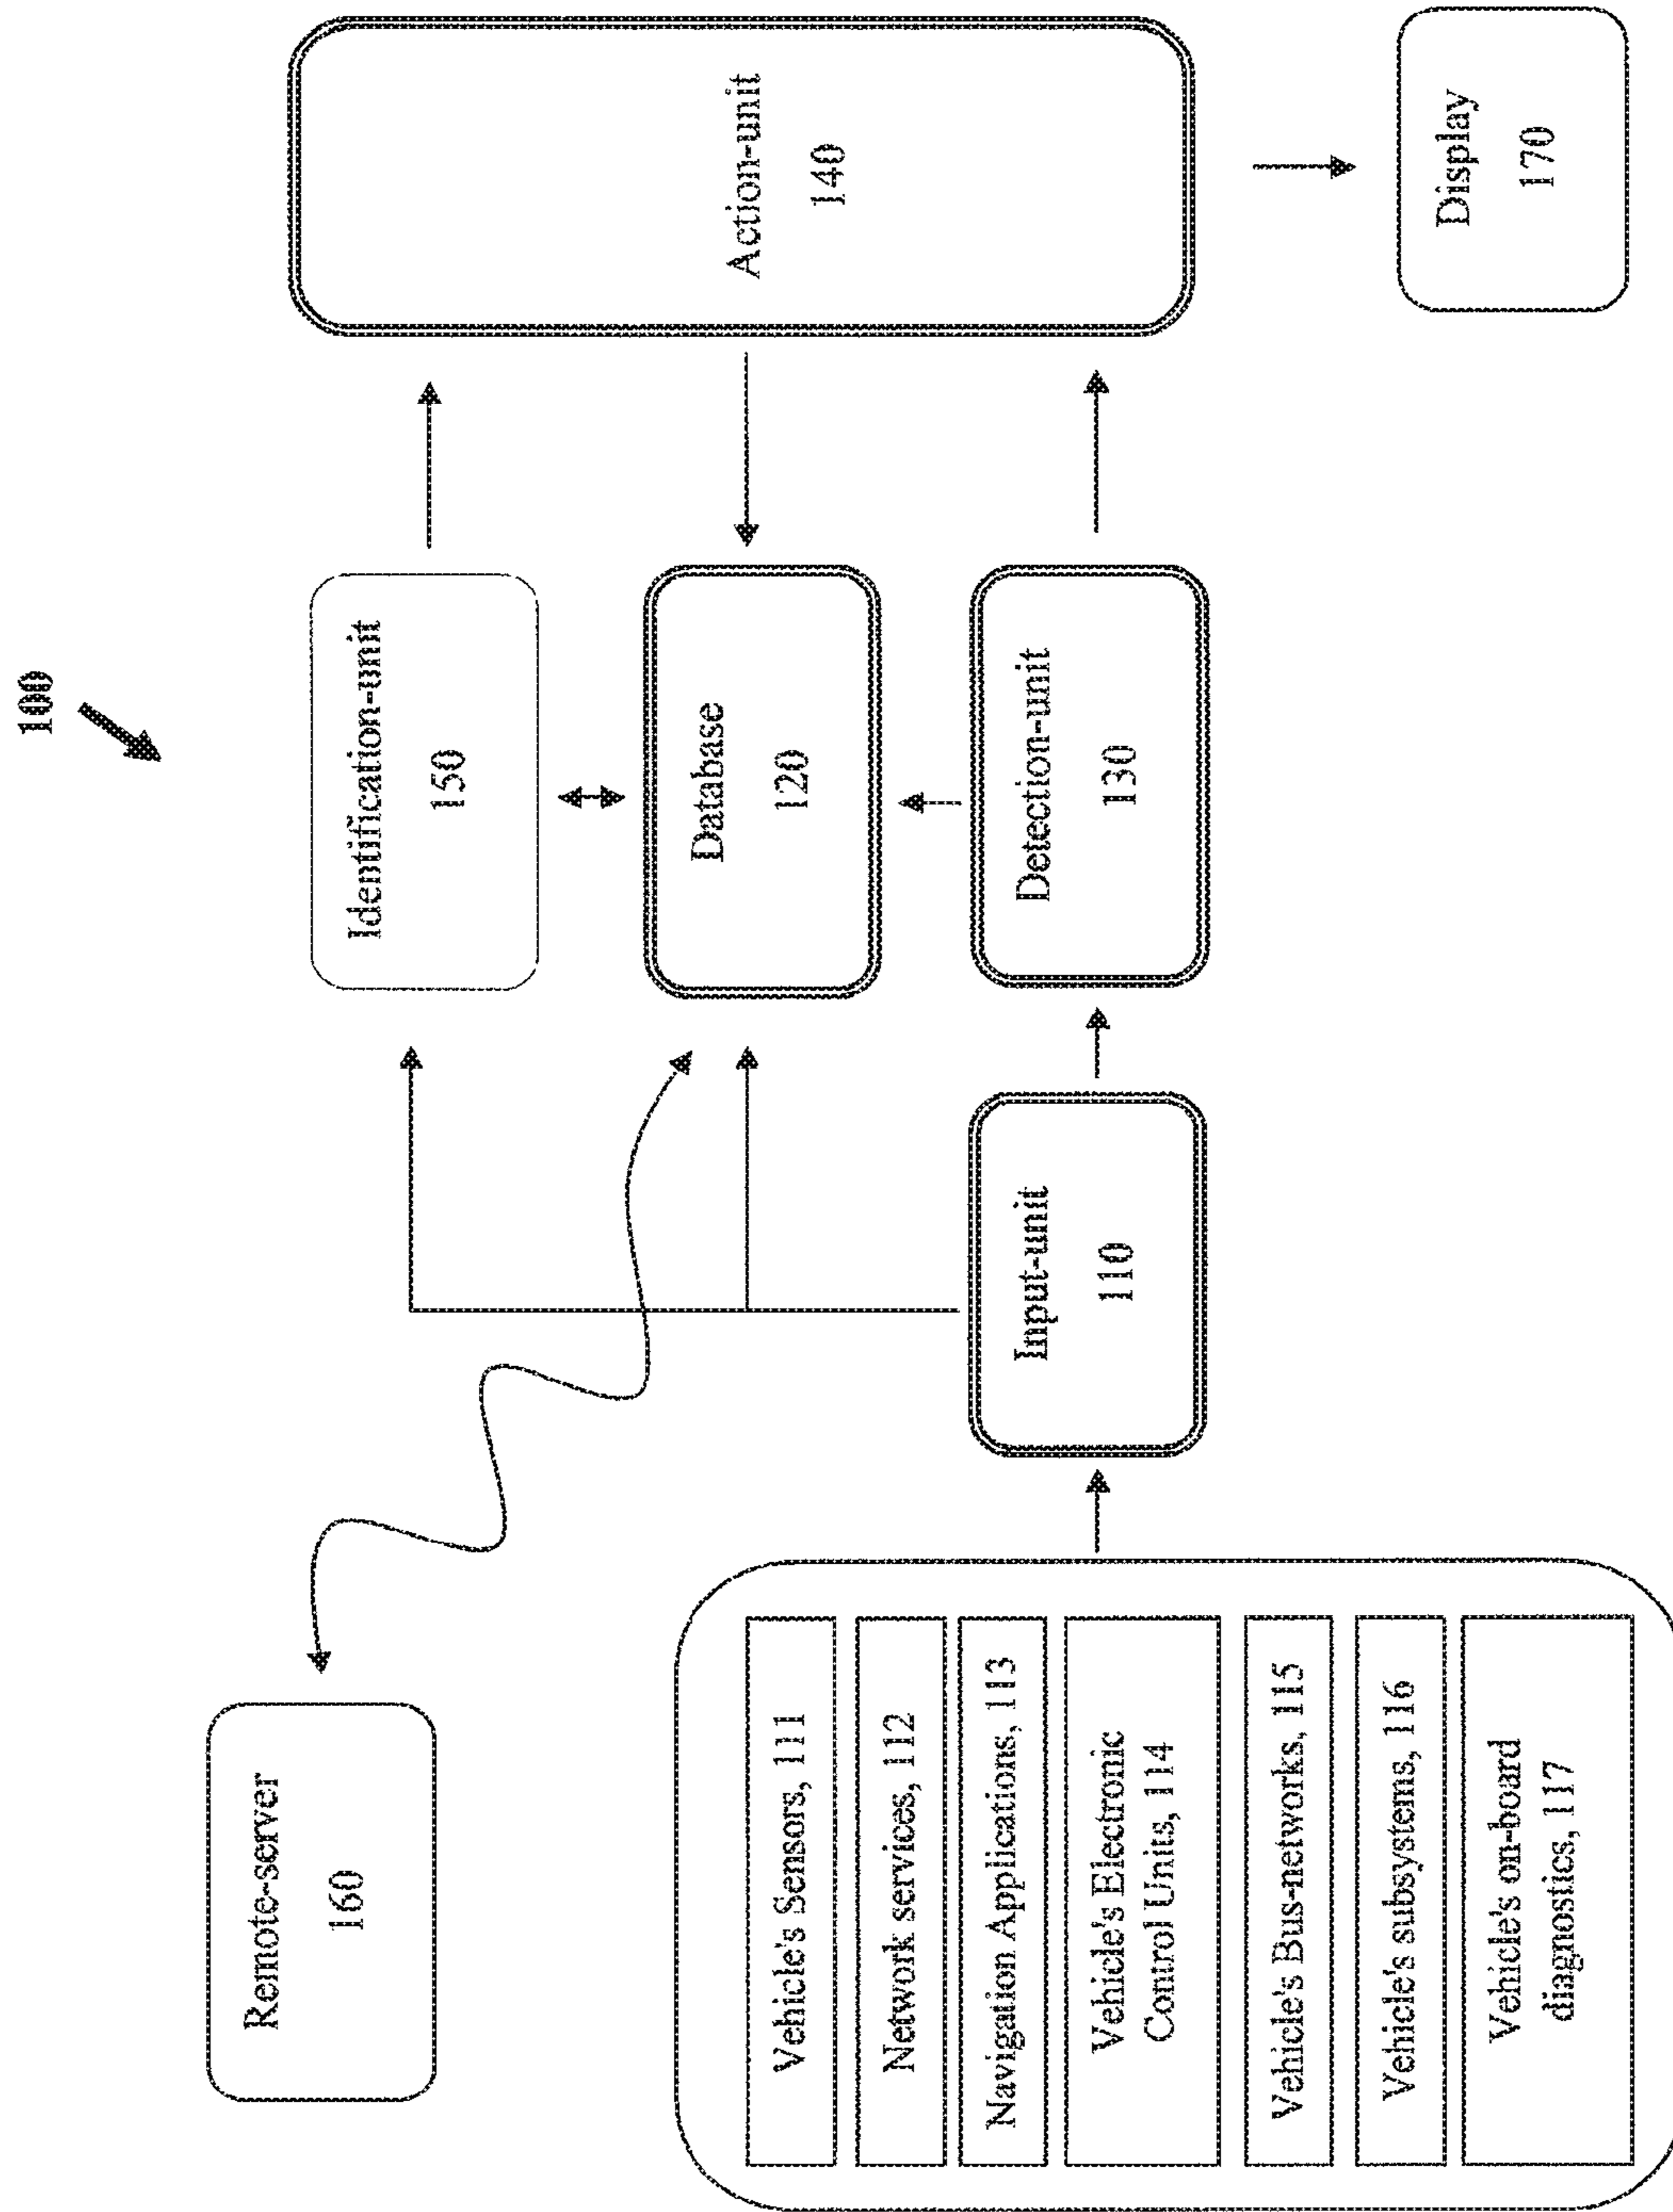 100
Remote-server
160
Identification-unit
150
Database
120
Action-unit
140
Vehicle's Sensors, 111
Network services, 112
Navigation Applications, 113
Vehicle's Electronic
Control Units, 114
Vehicle's Bus-networks, 115
Vehicle's subsystems, 116
Vehicle's on-board
diagnostics, 117
Input-unit
110
Detection-unit
130
Display
170